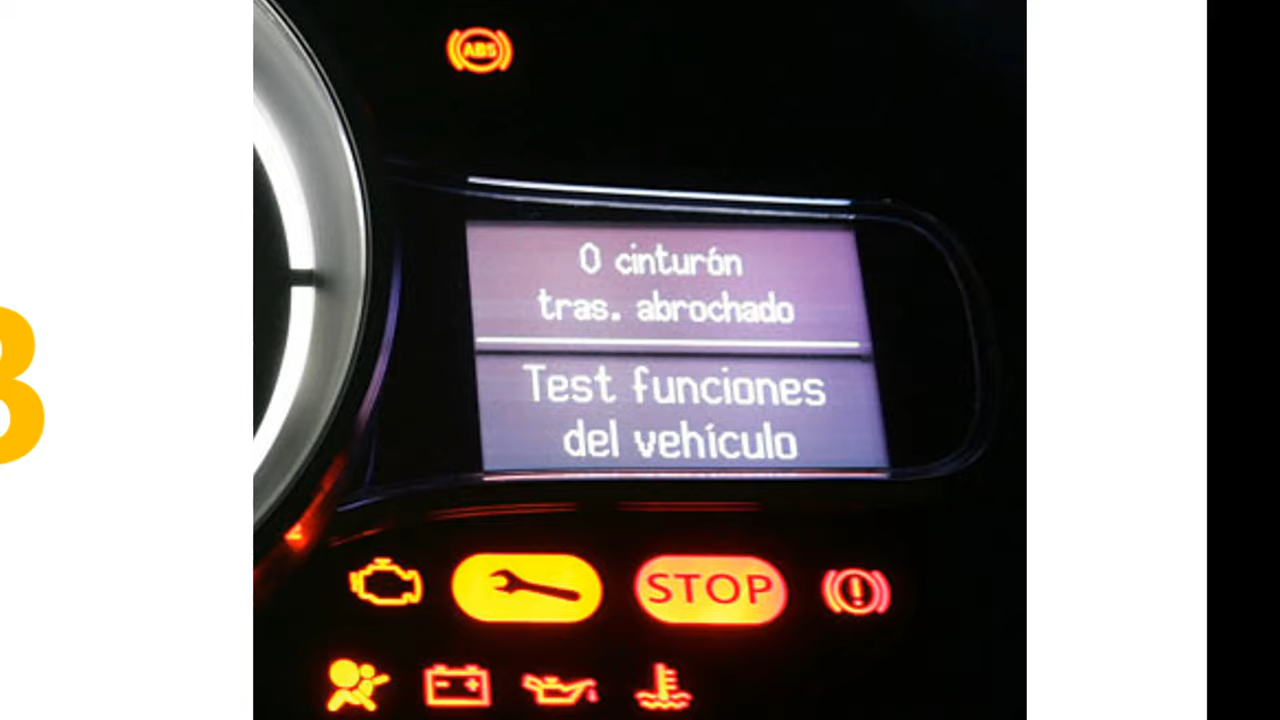 ABS
0 cinturón
tras. abrochado
Test funciones
del vehículo
STOP